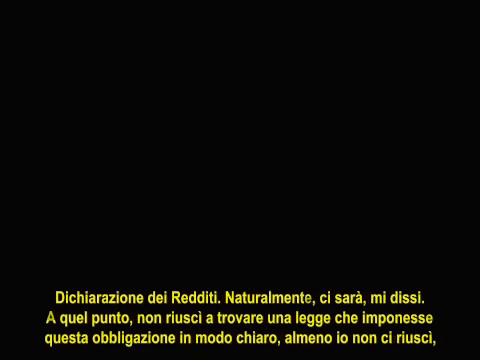 Dichiarazione dei Redditi. Naturalmente, ci sarà, mi dissi.
A quel punto, non riuscì a trovare una legge che imponesse
questa obbligazione in modo chiaro, almeno io non ci riuscì,